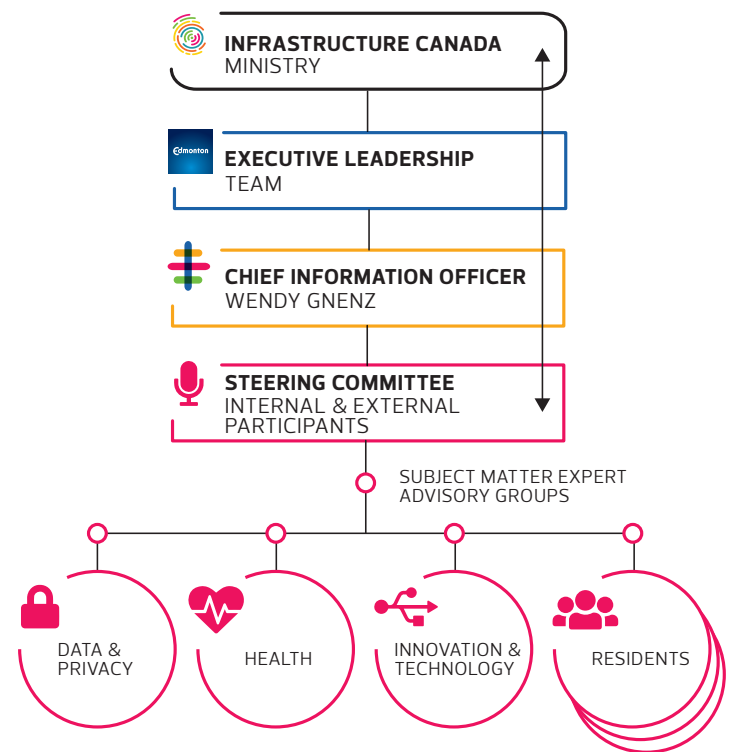 INFRASTRUCTURE CANADA
MINISTRY
Edmonton
EXECUTIVE LEADERSHIP
TEAM
CHIEF INFORMATION OFFICER
WENDY GNENZ
STEERING COMMITTEE
INTERNAL & EXTERNAL
PARTICIPANTS
SUBJECT MATTER EXPERT
ADVISORY GROUPS
DATA &
PRIVACY
HEALTH
INNOVATION &
TECHNOLOGY
RESIDENTS